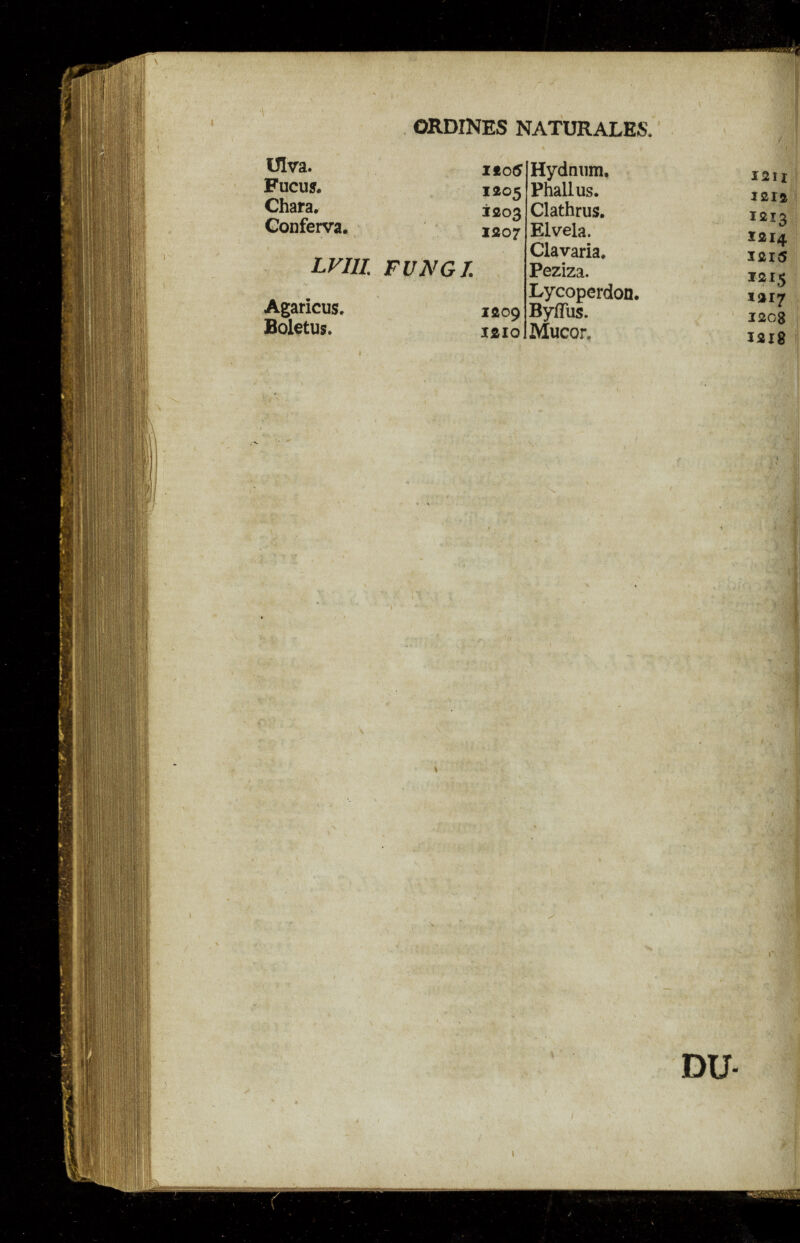 ORDINES NATURALES.
Ulva. 1206
Fucus. 1205
Chara. 1203
Conferva. 1207
LVIII. FUNGI.
Agaricus. 1209
Boletus. 1210
Hydnum. 1211
Phallus. 1212
Clathrus. 1213
Elvela. 1214
Clavaria. 1216
Peziza. 1215
Lycoperdon. 1217
Byſſus. 1208
Mucor. 1218
DU-